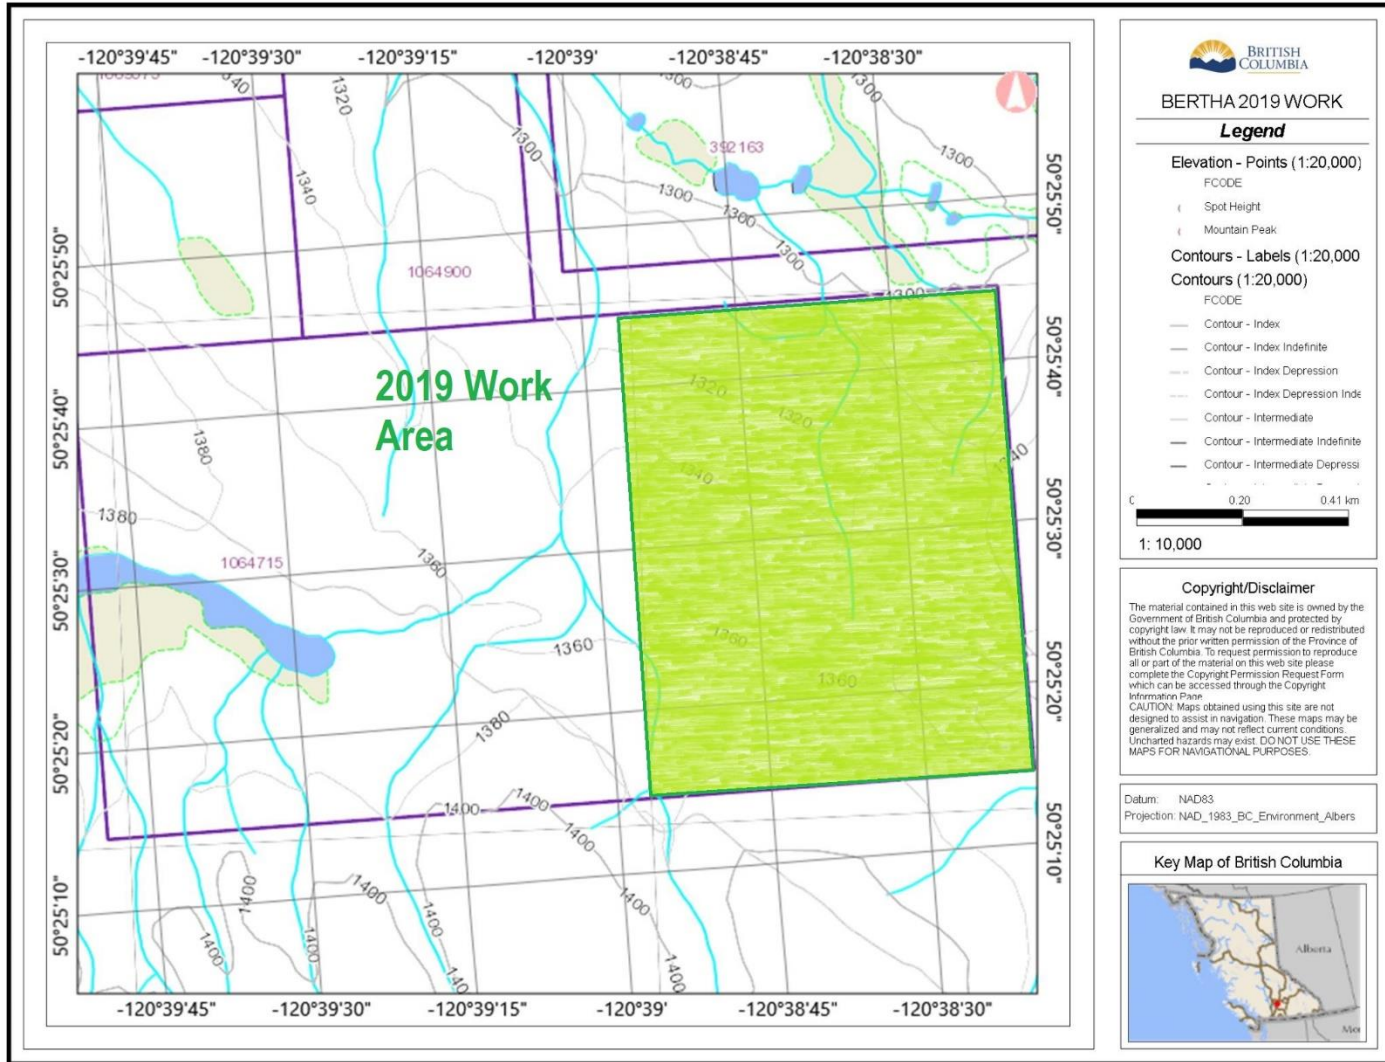 -120°39'45" -120°39'30" -120°39'15" -120°39' -120°38'45" -120°38'30"
1340
1320
1300
1300
392163
1300
1340
1300
1300
1300
50°25'50"
50°25'50"
1064900
1300
50°25'40"
2019 Work
Area
1320
1320
50°25'40"
1380
1340
1340
1380
50°25'30"
1360
1064715
50°25'30"
1360
1360
1360
50°25'20"
1380
50°25'20"
1400
1400
1400
50°25'10"
1400
1400
1400
50°25'10"
1400
1400
1400
1400
1400
-120°39'45" -120°39'30" -120°39'15" -120°39' -120°38'45" -120°38'30"
BRITISH
COLUMBIA
BERTHA 2019 WORK
Legend
Elevation - Points (1:20,000)
FCODE
Spot Height
Mountain Peak
Contours - Labels (1:20,000
Contours (1:20,000)
FCODE
Contour - Index
Contour - Index Indefinite
Contour - Index Depression
Contour - Index Depression Inde
Contour - Intermediate
Contour - Intermediate Indefinite
Contour - Intermediate Depressi
0 0.20 0.41 km
1: 10,000
Copyright/Disclaimer
The material contained in this web site is owned by the
Government of British Columbia and protected by
copyright law. It may not be reproduced or redistributed
without the prior written permission of the Province of
British Columbia. To request permission to reproduce
all or part of the material on this web site please
complete the Copyright Permission Request Form
which can be accessed through the Copyright
Information Page
CAUTION: Maps obtained using this site are not
designed to assist in navigation. These maps may be
generalized and may not reflect current conditions.
Uncharted hazards may exist. DO NOT USE THESE
MAPS FOR NAVIGATIONAL PURPOSES.
Datum: NAD83
Projection: NAD_1983_BC_Environment_Albers
Key Map of British Columbia
Alberta